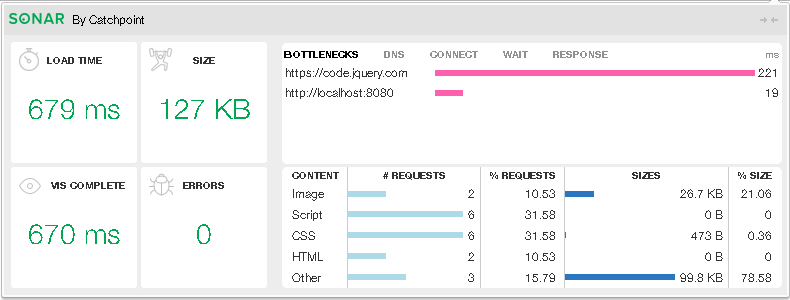 SONAR By Catchpoint
LOAD TIME
679 ms
SIZE
127 KB
VIS COMPLETE
670 ms
ERRORS
0
BOTTLENECKS DNS CONNECT WAIT RESPONSE ms
https://code.jquery.com 221
http://localhost:8080 19
CONTENT # REQUESTS % REQUESTS SIZES % SIZE
Image 2 10.53 26.7 KB 21.06
Script 6 31.58 0 B 0
CSS 6 31.58 473 B 0.36
HTML 2 10.53 0 B 0
Other 3 15.79 99.8 KB 78.58